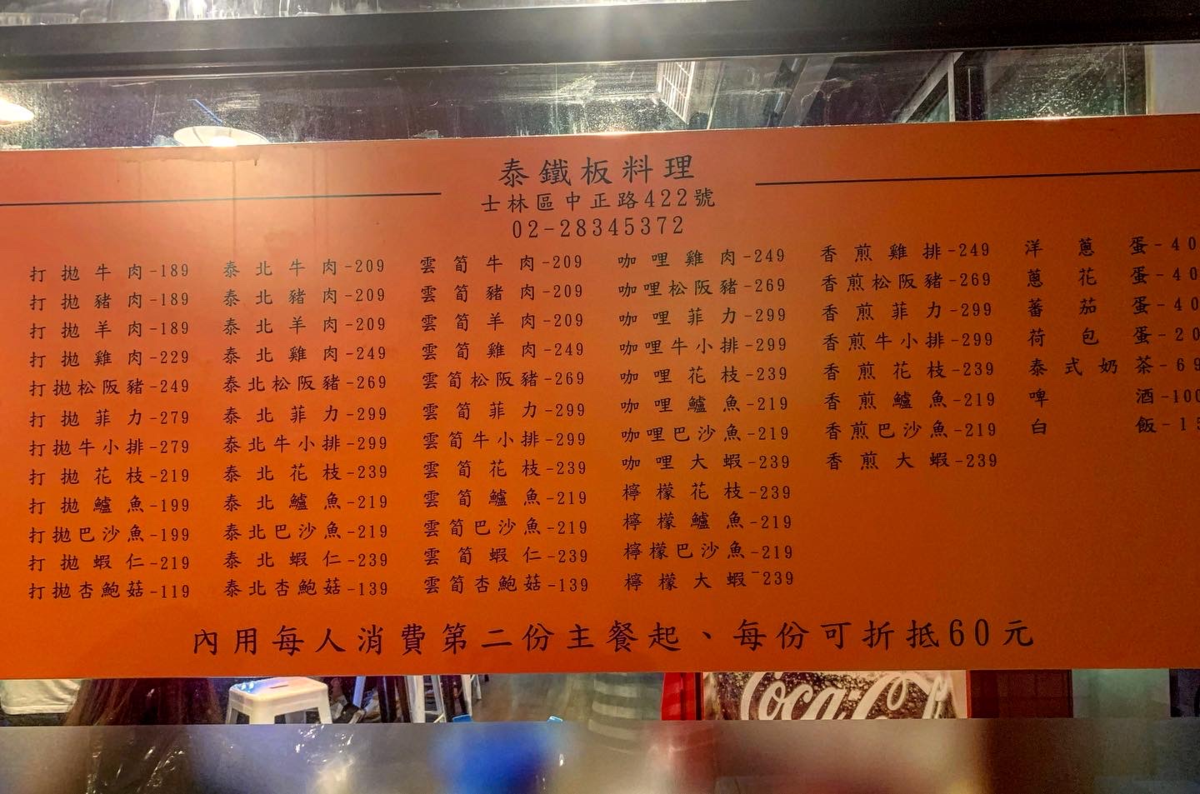 泰鐵板料理
士林區中正路422號
02-28345372
打拋牛肉-189
打拋豬肉-189
打拋羊肉-189
打拋雞肉-229
打拋松阪豬-249
打拋菲力-279
打拋牛小排-279
打拋花枝-219
打拋鱸魚-199
打拋巴沙魚-199
打拋蝦仁-219
打拋杏鮑菇-119
泰北牛肉-209
泰北豬肉-209
泰北羊肉-209
泰北雞肉-249
泰北松阪豬-269
泰北菲力-299
泰北牛小排-299
泰北花枝-239
泰北鱸魚-219
泰北巴沙魚-219
泰北蝦仁-239
泰北杏鮑菇-139
雲筍牛肉-209
雲筍豬肉-209
雲筍羊肉-209
雲筍雞肉-249
雲筍松阪豬-269
雲筍菲力-299
雲筍牛小排-299
雲筍花枝-239
雲筍鱸魚-219
雲筍巴沙魚-219
雲筍蝦仁-239
雲筍杏鮑菇-139
咖哩雞肉-249
咖哩松阪豬-269
咖哩菲力-299
咖哩牛小排-299
咖哩花枝-239
咖哩鱸魚-219
咖哩巴沙魚-219
咖哩大蝦-239
檸檬花枝-239
檸檬鱸魚-219
檸檬巴沙魚-219
檸檬大蝦-239
香煎雞排-249
香煎松阪豬-269
香煎菲力-299
香煎牛小排-299
香煎花枝-239
香煎鱸魚-219
香煎巴沙魚-219
香煎大蝦-239
洋蔥蛋-40
蔥花蛋-40
蕃茄蛋-40
荷包蛋-20
泰式奶茶-69
啤酒-100
白飯-1
內用每人消費第二份主餐起、每份可折抵60元
Coca-Col